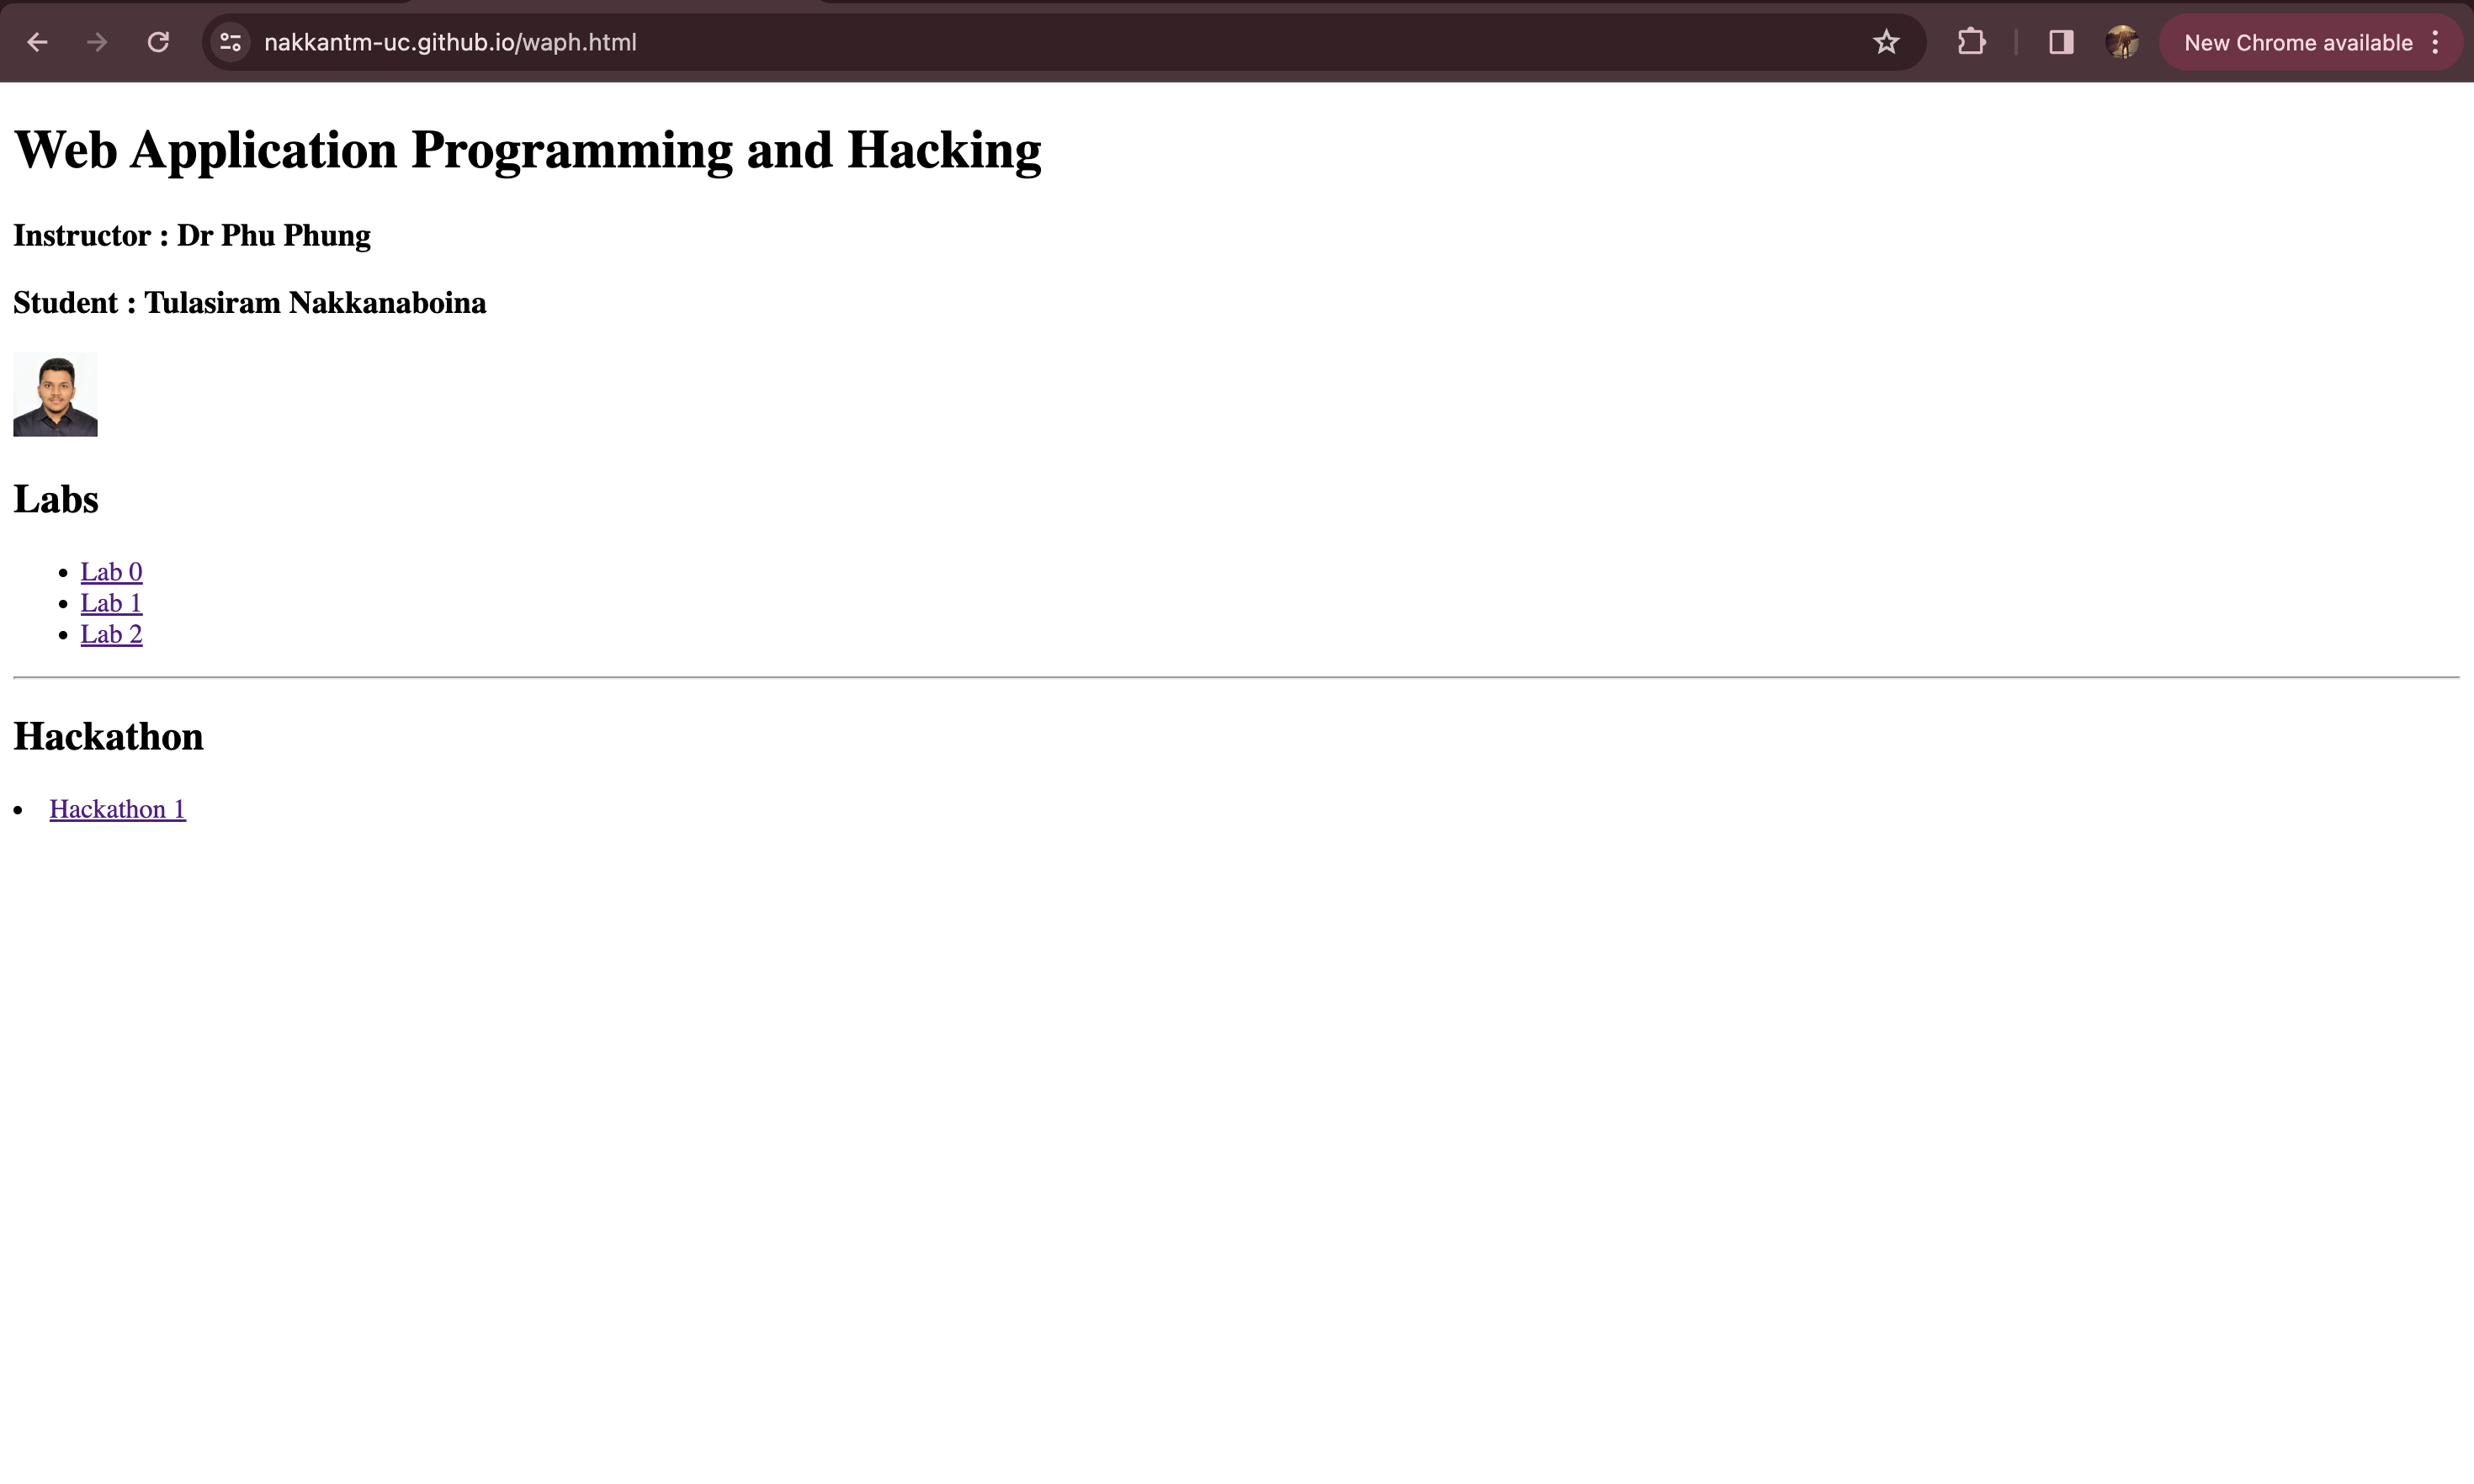 nakkantm-uc.github.io/waph.html
New Chrome available
Web Application Programming and Hacking
Instructor : Dr Phu Phung
Student : Tulasiram Nakkanaboina
Labs
Lab 0
Lab 1
Lab 2
Hackathon
Hackathon 1